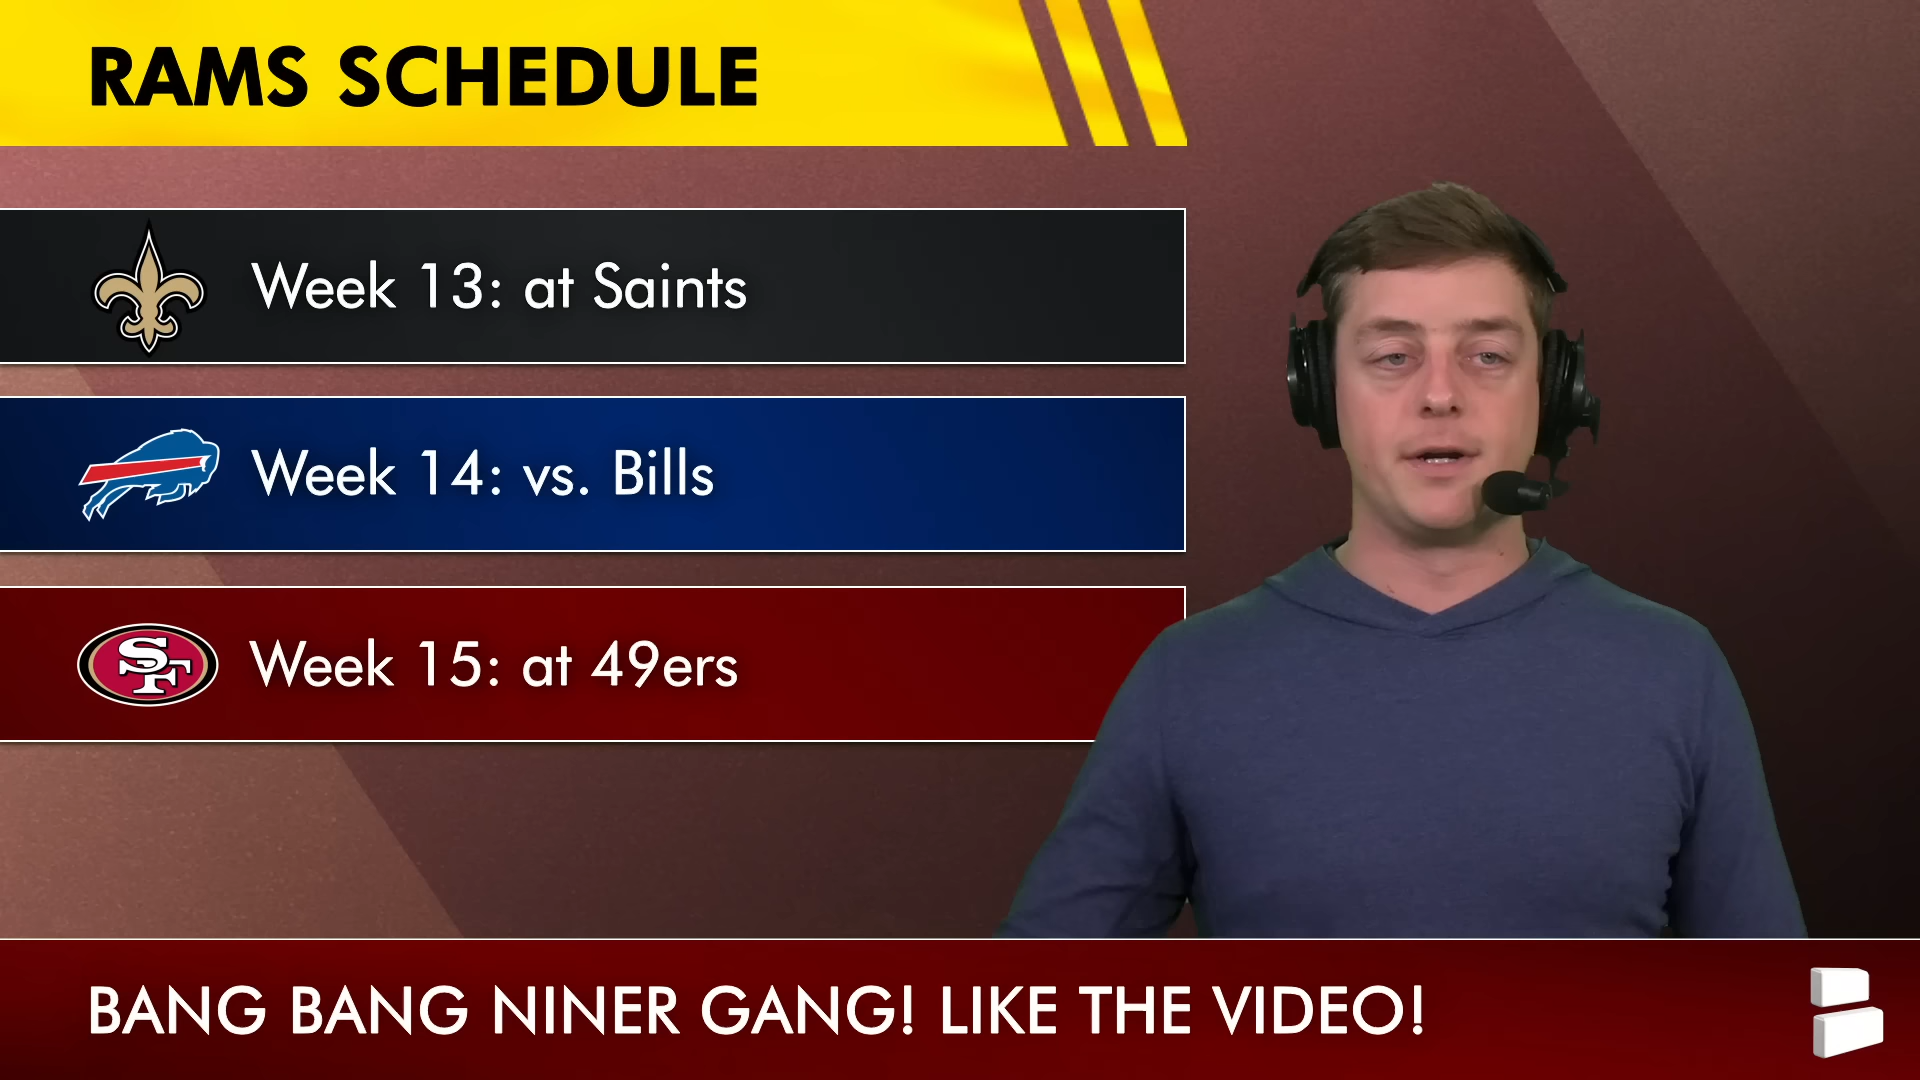 RAMS SCHEDULE
Week 13: at Saints
Week 14: vs. Bills
SF
Week 15: at 49ers
BANG BANG NINER GANG! LIKE THE VIDEO!